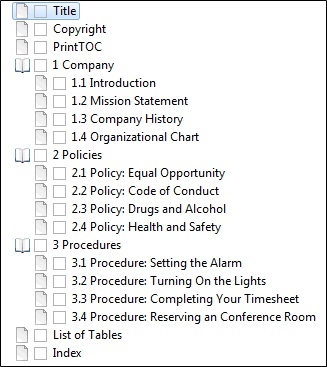 Title
Copyright
PrintTOC
1 Company
1.1 Introduction
1.2 Mission Statement
1.3 Company History
1.4 Organizational Chart
2 Policies
2.1 Policy: Equal Opportunity
2.2 Policy: Code of Conduct
2.3 Policy: Drugs and Alcohol
2.4 Policy: Health and Safety
3 Procedures
3.1 Procedure: Setting the Alarm
3.2 Procedure: Turning On the Lights
3.3 Procedure: Completing Your Timesheet
3.4 Procedure: Reserving an Conference Room
List of Tables
Index